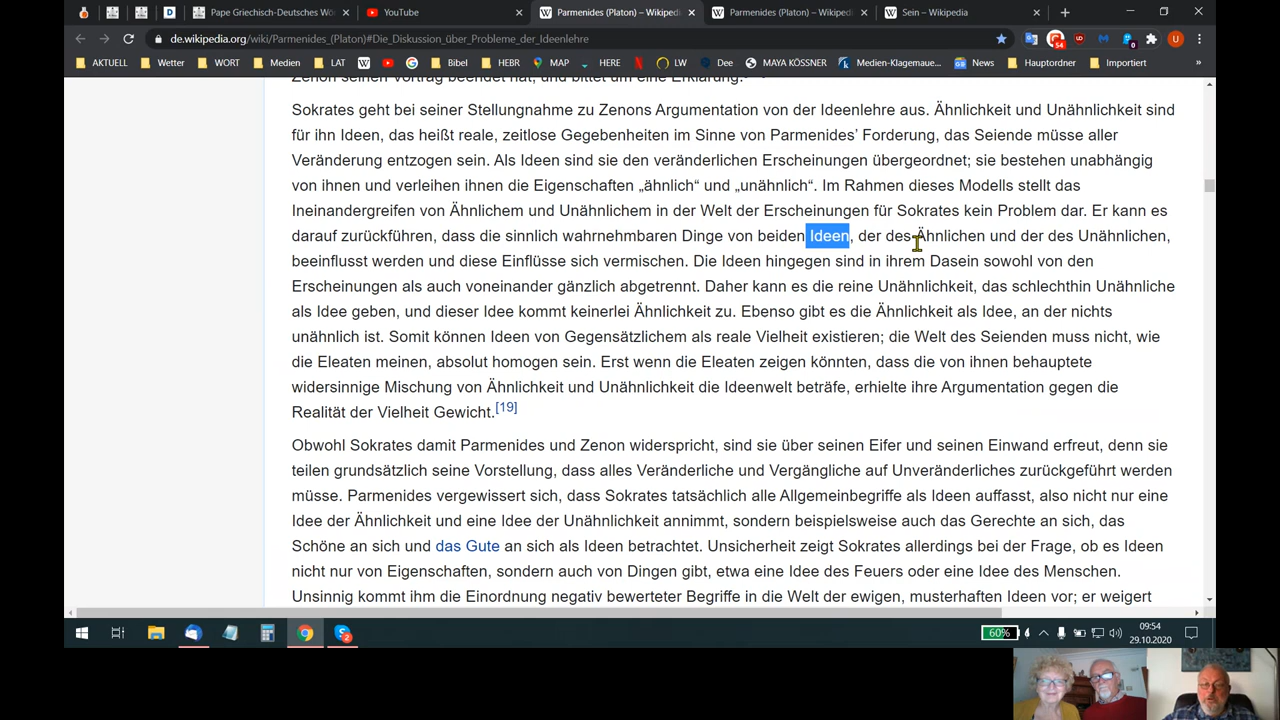 Pape Griechisch-Deutsches Wö
YouTube
Parmenides (Platon) – Wikipedi
Parmenides (Platon) – Wikipedi
Sein – Wikipedia
de.wikipedia.org/wiki/Parmenides_(Platon)#Die_Diskussion_über_Probleme_der_Ideenlehre
54
0
U
AKTUELL
Wetter
WORT
Medien
LAT
Bibel
HEBR
MAP
HERE
LW
Dee
MAYA KÖSSNER
Medien-Klagemaue...
News
Hauptordner
Importiert
Zenon seinen Vortrag beendet hat, und bittet um eine Erklärung.
Sokrates geht bei seiner Stellungnahme zu Zenons Argumentation von der Ideenlehre aus. Ähnlichkeit und Unähnlichkeit sind
für ihn Ideen, das heißt reale, zeitlose Gegebenheiten im Sinne von Parmenides’ Forderung, das Seiende müsse aller
Veränderung entzogen sein. Als Ideen sind sie den veränderlichen Erscheinungen übergeordnet; sie bestehen unabhängig
von ihnen und verleihen ihnen die Eigenschaften „ähnlich“ und „unähnlich“. Im Rahmen dieses Modells stellt das
Ineinandergreifen von Ähnlichem und Unähnlichem in der Welt der Erscheinungen für Sokrates kein Problem dar. Er kann es
darauf zurückführen, dass die sinnlich wahrnehmbaren Dinge von beiden Ideen, der des Ähnlichen und der des Unähnlichen,
beeinflusst werden und diese Einflüsse sich vermischen. Die Ideen hingegen sind in ihrem Dasein sowohl von den
Erscheinungen als auch voneinander gänzlich abgetrennt. Daher kann es die reine Unähnlichkeit, das schlechthin Unähnliche
als Idee geben, und dieser Idee kommt keinerlei Ähnlichkeit zu. Ebenso gibt es die Ähnlichkeit als Idee, an der nichts
unähnlich ist. Somit können Ideen von Gegensätzlichem als reale Vielheit existieren; die Welt des Seienden muss nicht, wie
die Eleaten meinen, absolut homogen sein. Erst wenn die Eleaten zeigen könnten, dass die von ihnen behauptete
widersinnige Mischung von Ähnlichkeit und Unähnlichkeit die Ideenwelt beträfe, erhielte ihre Argumentation gegen die
Realität der Vielheit Gewicht.[19]
Obwohl Sokrates damit Parmenides und Zenon widerspricht, sind sie über seinen Eifer und seinen Einwand erfreut, denn sie
teilen grundsätzlich seine Vorstellung, dass alles Veränderliche und Vergängliche auf Unveränderliches zurückgeführt werden
müsse. Parmenides vergewissert sich, dass Sokrates tatsächlich alle Allgemeinbegriffe als Ideen auffasst, also nicht nur eine
Idee der Ähnlichkeit und eine Idee der Unähnlichkeit annimmt, sondern beispielsweise auch das Gerechte an sich, das
Schöne an sich und das Gute an sich als Ideen betrachtet. Unsicherheit zeigt Sokrates allerdings bei der Frage, ob es Ideen
nicht nur von Eigenschaften, sondern auch von Dingen gibt, etwa eine Idee des Feuers oder eine Idee des Menschen.
Unsinnig kommt ihm die Einordnung negativ bewerteter Begriffe in die Welt der ewigen, musterhaften Ideen vor; er weigert
60%
09:54
29.10.2020